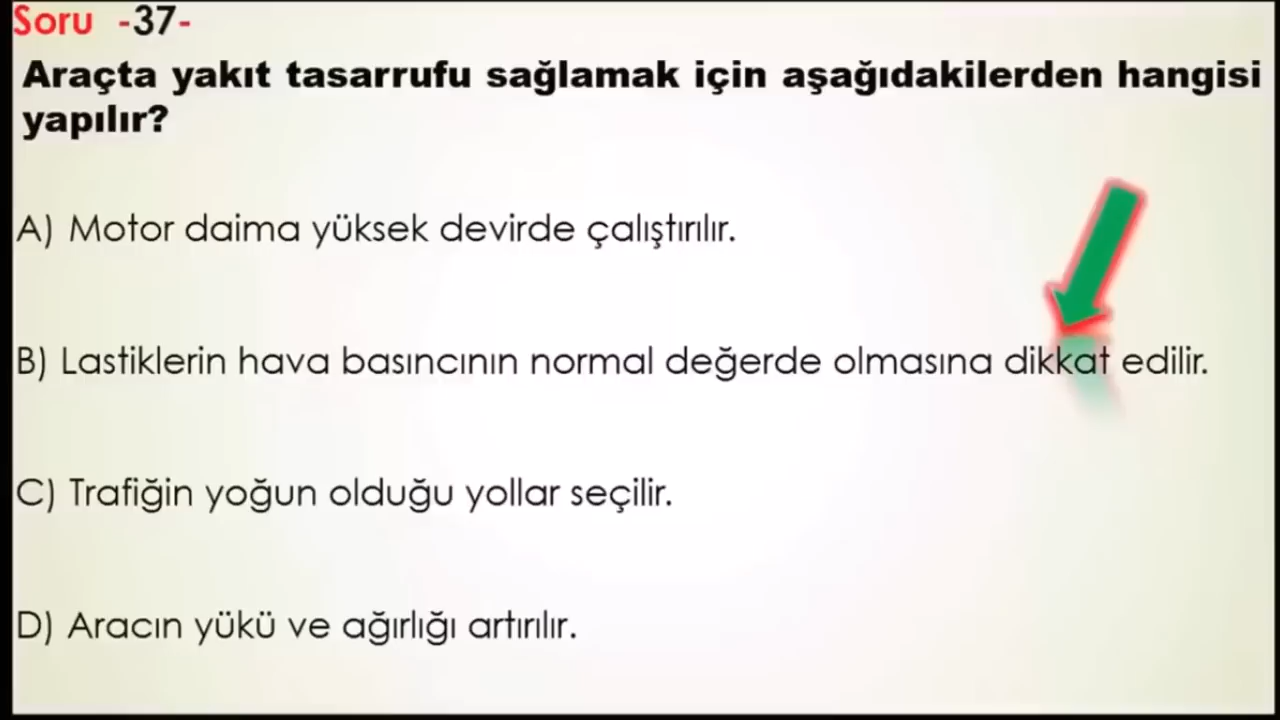 Soru -37-
Araçta yakıt tasarrufu sağlamak için aşağıdakilerden hangisi
yapılır?
A) Motor daima yüksek devirde çalıştırılır.
B) Lastiklerin hava basıncının normal değerde olmasına dikkat edilir.
C) Trafiğin yoğun olduğu yollar seçilir.
D) Aracın yükü ve ağırlığı artırılır.